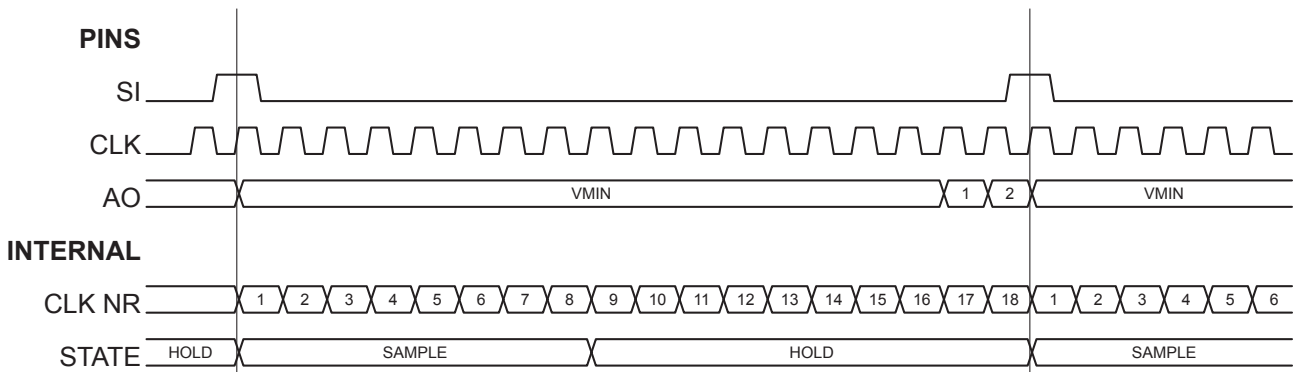 PINS
SI
CLK
AO VMIN 1 2 VMIN
INTERNAL
CLK NR 1 2 3 4 5 6 7 8 9 10 11 12 13 14 15 16 17 18 1 2 3 4 5 6
STATE HOLD SAMPLE HOLD SAMPLE